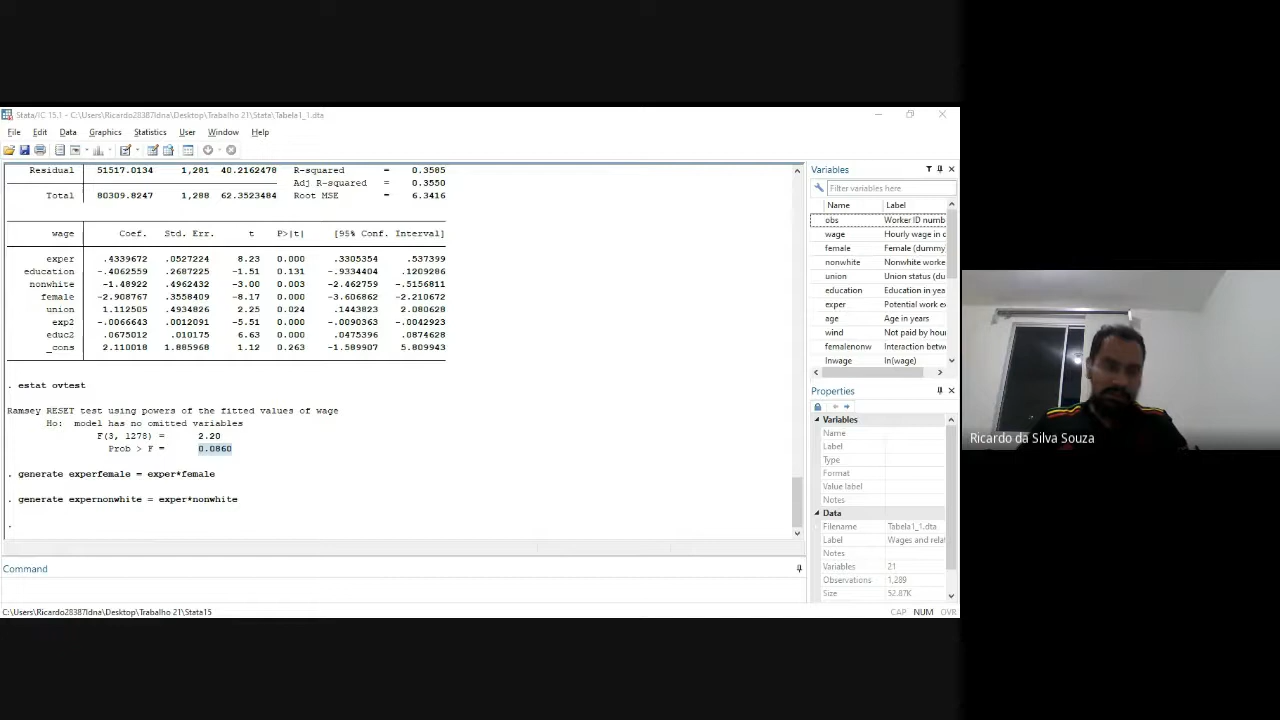 Stata/IC 15.1 - C:\Users\Ricardo28387ldna\Desktop\Trabalho 21\Stata\Tabela1_1.dta
File Edit Data Graphics Statistics User Window Help
Residual 51517.0134 1,281 40.2162478 R-squared = 0.3585
Adj R-squared = 0.3550
Total 80309.8247 1,288 62.3523484 Root MSE = 6.3416
wage Coef. Std. Err. t P>|t| [95% Conf. Interval]
exper .4339672 .0527224 8.23 0.000 .3305354 .537399
education -.4062559 .2687225 -1.51 0.131 -.9334404 .1209286
nonwhite -1.48922 .4962432 -3.00 0.003 -2.462759 -.5156811
female -2.908767 .3558409 -8.17 0.000 -3.606862 -2.210672
union 1.112505 .4934826 2.25 0.024 .1443823 2.080628
exp2 -.0066643 .0012091 -5.51 0.000 -.0090363 -.0042923
educ2 .0675012 .010175 6.63 0.000 .0475396 .0874628
_cons 2.110018 1.885968 1.12 0.263 -1.589907 5.809943
. estat ovtest
Ramsey RESET test using powers of the fitted values of wage
Ho: model has no omitted variables
F(3, 1278) = 2.20
Prob > F = 0.0860
. generate experfemale = exper*female
. generate expernonwhite = exper*nonwhite
.
Command
C:\Users\Ricardo28387ldna\Desktop\Trabalho 21\Stata15
CAP NUM OVR
Variables
Filter variables here
Name Label
obs Worker ID numb
wage Hourly wage in d
female Female (dummy
nonwhite Nonwhite worke
union Union status (du
education Education in yea
exper Potential work e
age Age in years
wind Not paid by hour
femalenonw Interaction betwe
lnwage ln(wage)
Properties
Variables
Name
Label
Type
Format
Value label
Notes
Data
Filename Tabela1_1.dta
Label Wages and relat
Notes
Variables 21
Observations 1,289
Size 52.87K
Ricardo da Silva Souza